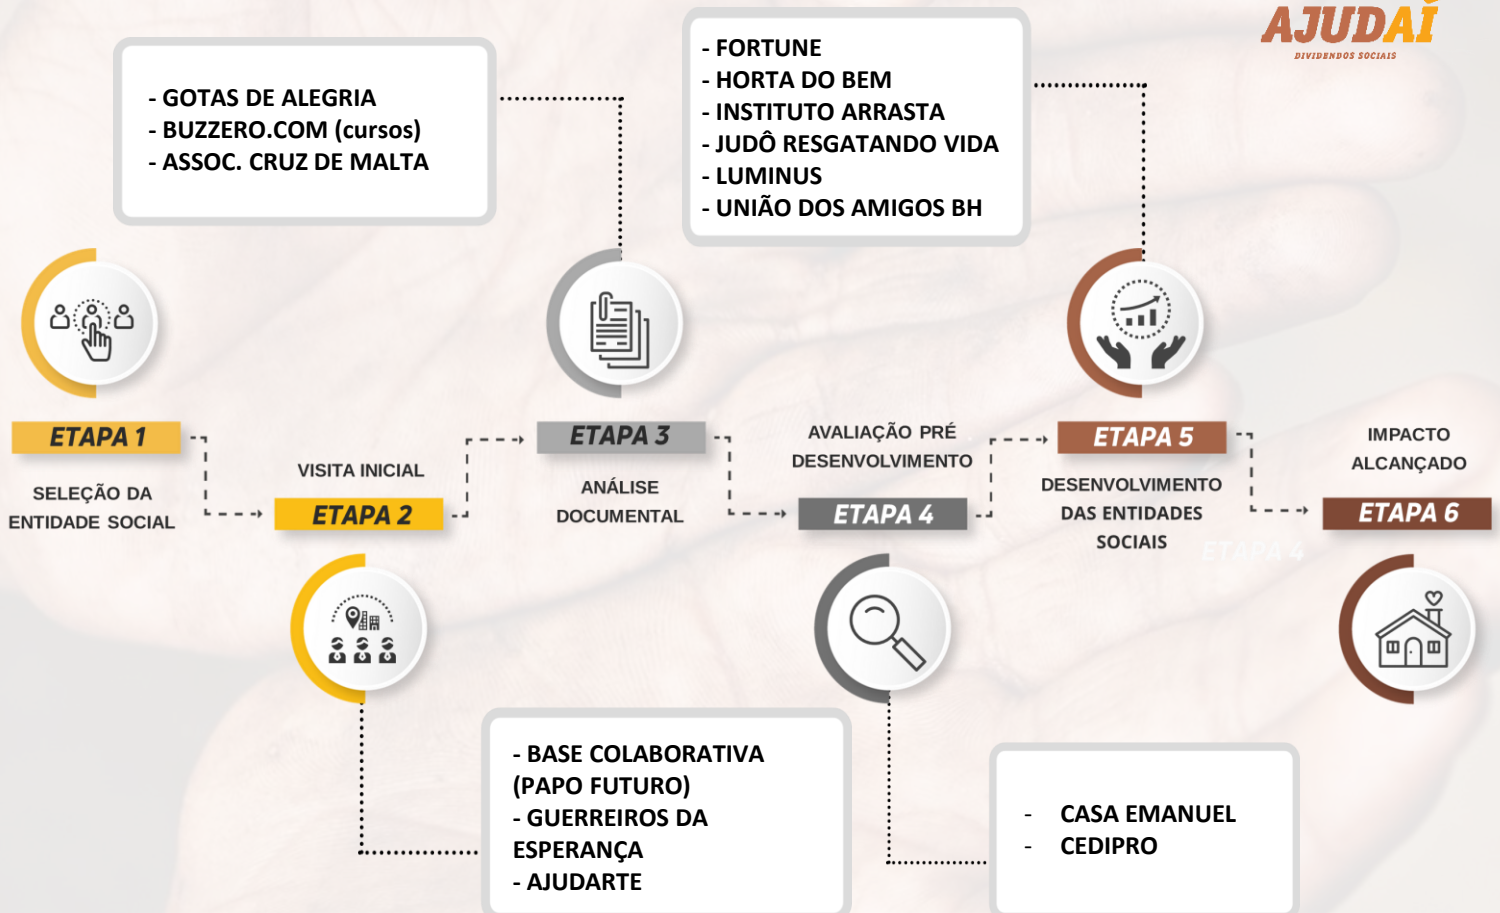 AJUDAÍ
DIVIDENDOS SOCIAIS
- GOTAS DE ALEGRIA
- BUZZERO.COM (cursos)
- ASSOC. CRUZ DE MALTA
- FORTUNE
- HORTA DO BEM
- INSTITUTO ARRASTA
- JUDÔ RESGATANDO VIDA
- LUMINUS
- UNIÃO DOS AMIGOS BH
ETAPA 1
SELEÇÃO DA
ENTIDADE SOCIAL
VISITA INICIAL
ETAPA 2
ETAPA 3
ANÁLISE
DOCUMENTAL
AVALIAÇÃO PRÉ
DESENVOLVIMENTO
ETAPA 4
ETAPA 5
DESENVOLVIMENTO
DAS ENTIDADES
SOCIAIS
ETAPA 4
IMPACTO
ALCANÇADO
ETAPA 6
- BASE COLABORATIVA
(PAPO FUTURO)
- GUERREIROS DA
ESPERANÇA
- AJUDARTE
- CASA EMANUEL
- CEDIPRO